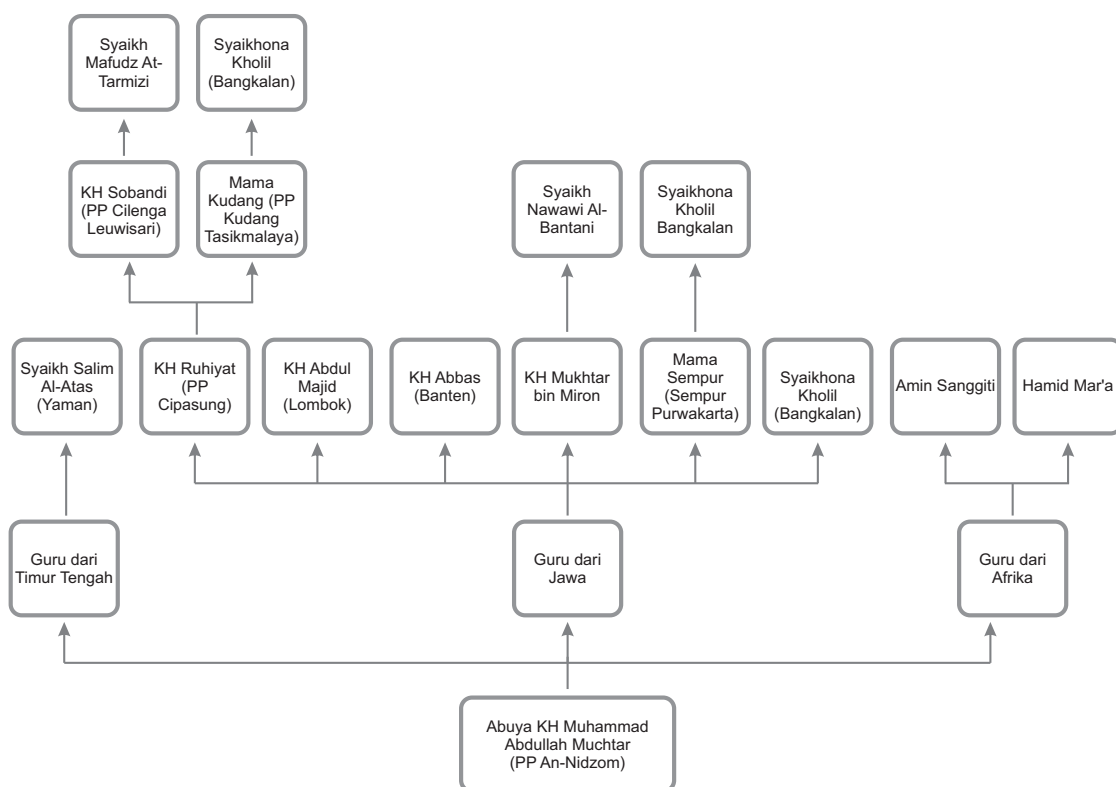 Syaikh
Mafudz At-
Tarmizi
Syaikhona
Kholil
(Bangkalan)
KH Sobandi
(PP Cilenga
Leuwisari)
Mama
Kudang (PP
Kudang
Tasikmalaya)
Syaikh
Nawawi Al-
Bantani
Syaikhona
Kholil
Bangkalan
Syaikh Salim
Al-Atas
(Yaman)
KH Ruhiyat
(PP
Cipasung)
KH Abdul
Majid
(Lombok)
KH Abbas
(Banten)
KH Mukhtar
bin Miron
Mama
Sempur
(Sempur
Purwakarta)
Syaikhona
Kholil
(Bangkalan)
Amin Sanggiti
Hamid Mar'a
Guru dari
Timur Tengah
Guru dari
Jawa
Guru dari
Afrika
Abuya KH Muhammad
Abdullah Muchtar
(PP An-Nidzom)